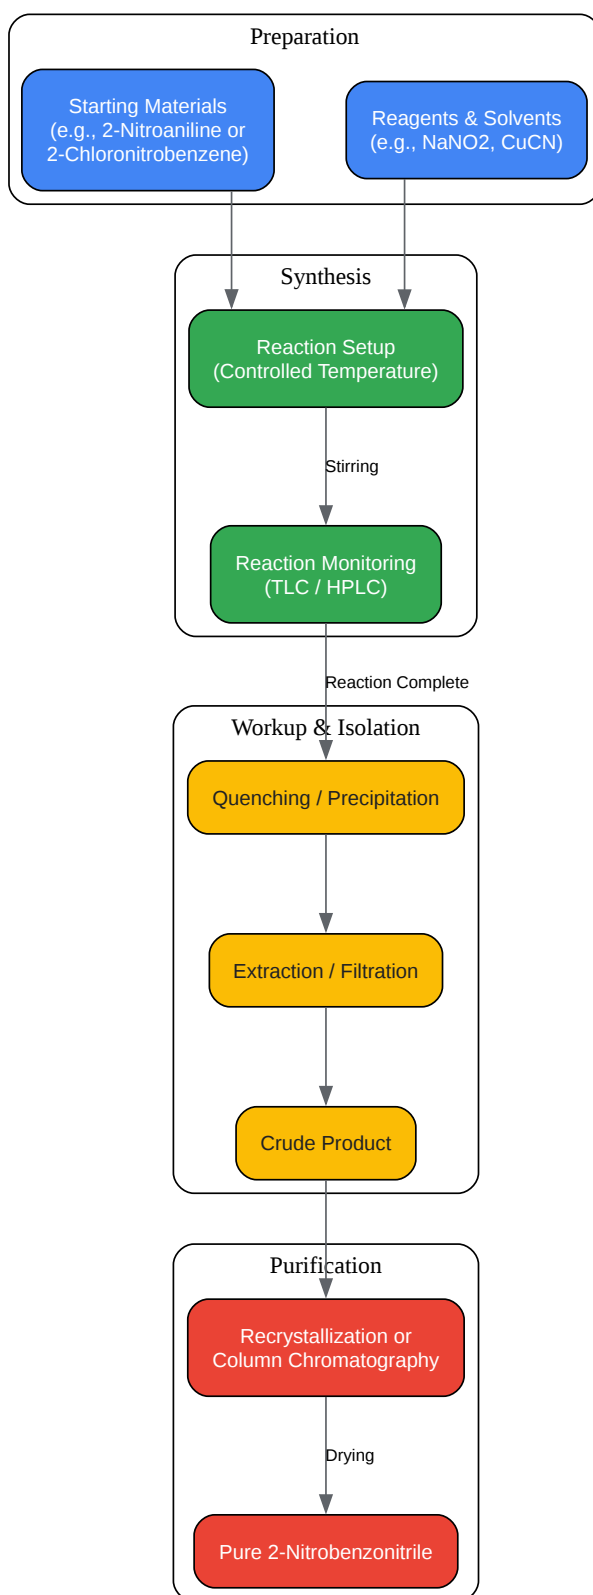 Preparation
Starting Materials
(e.g., 2-Nitroaniline or
2-Chloronitrobenzene)
Reagents & Solvents
(e.g., NaNO2, CuCN)
Synthesis
Reaction Setup
(Controlled Temperature)
Stirring
Reaction Monitoring
(TLC / HPLC)
Reaction Complete
Workup & Isolation
Quenching / Precipitation
Extraction / Filtration
Crude Product
Purification
Recrystallization or
Column Chromatography
Drying
Pure 2-Nitrobenzonitrile